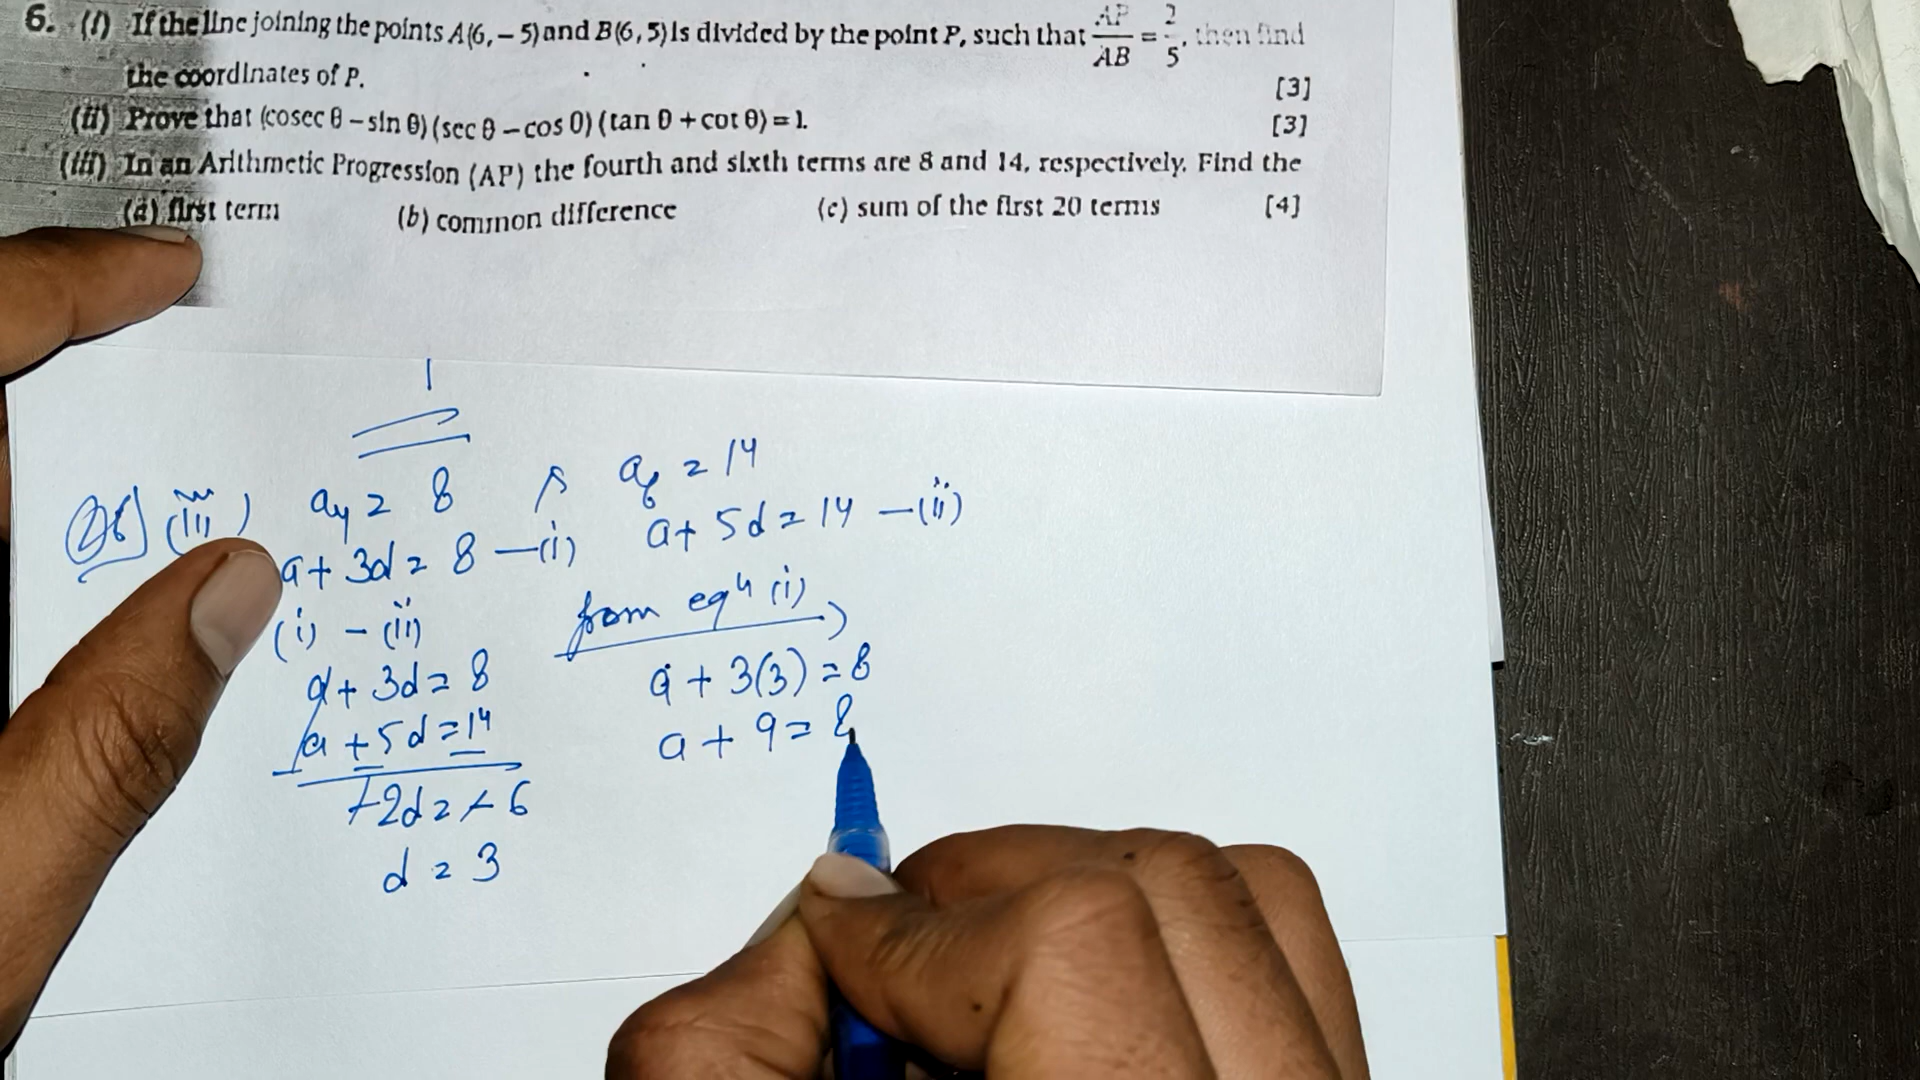 6. (i) If the line joining the points A(6, – 5) and B(6, 5) is divided by the point P, such that AP/AB = 2/5, then find
the coordinates of P. [3]
(ii) Prove that (cosec θ – sin θ) (sec θ – cos θ) (tan θ + cot θ) = 1. [3]
(iii) In an Arithmetic Progression (AP) the fourth and sixth terms are 8 and 14, respectively. Find the
(a) first term (b) common difference (c) sum of the first 20 terms [4]
1
(iii) a4 = 8 a6 = 14
a + 3d = 8 —(i) a + 5d = 14 —(ii)
(i) – (ii) from eqn (i)
a + 3d = 8 a + 3(3) = 8
a + 5d = 14 a + 9 = 8
–2d = –6
d = 3